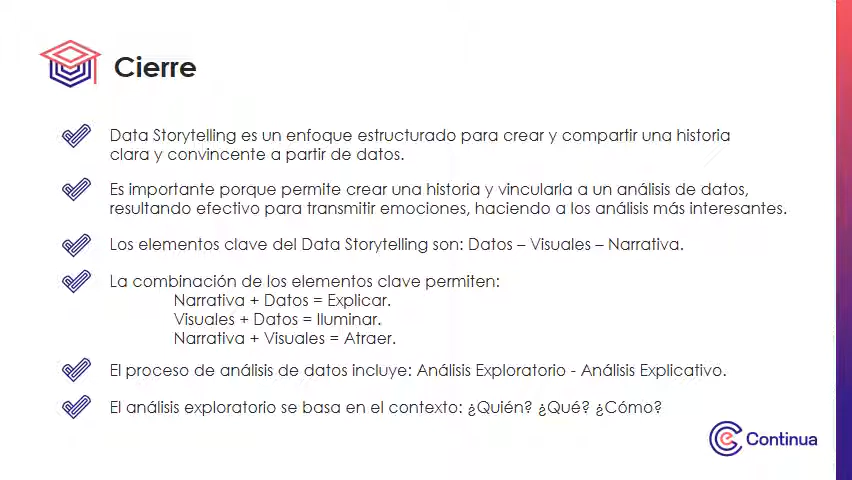 Cierre
Data Storytelling es un enfoque estructurado para crear y compartir una historia
clara y convincente a partir de datos.
Es importante porque permite crear una historia y vincularla a un análisis de datos,
resultando efectivo para transmitir emociones, haciendo a los análisis más interesantes.
Los elementos clave del Data Storytelling son: Datos – Visuales – Narrativa.
La combinación de los elementos clave permiten:
Narrativa + Datos = Explicar.
Visuales + Datos = Iluminar.
Narrativa + Visuales = Atraer.
El proceso de análisis de datos incluye: Análisis Exploratorio - Análisis Explicativo.
El análisis exploratorio se basa en el contexto: ¿Quién? ¿Qué? ¿Cómo?
Continua